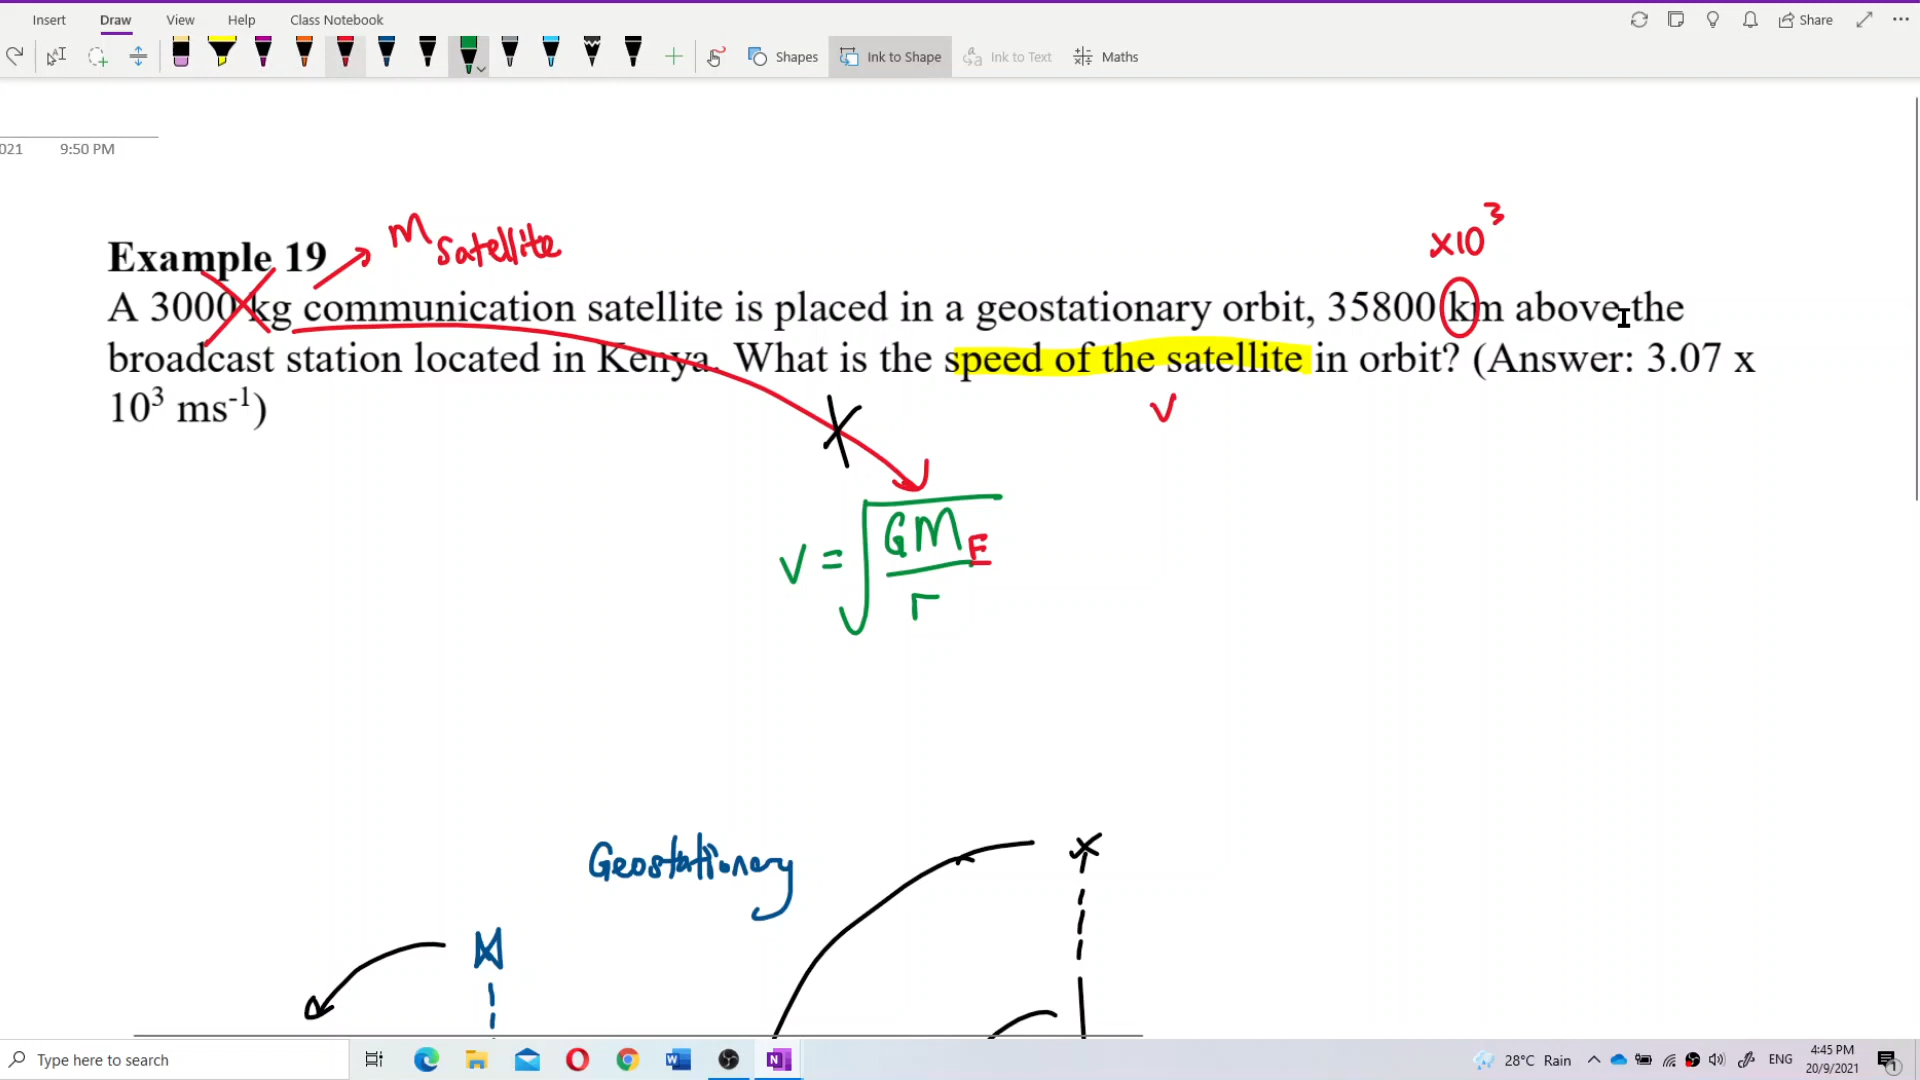 Insert Draw View Help Class Notebook Share
Shapes Ink to Shape Ink to Text Maths
021 9:50 PM
×10³
m satellite
Example 19
A 3000 kg communication satellite is placed in a geostationary orbit, 35800 km above the
broadcast station located in Kenya. What is the speed of the satellite in orbit? (Answer: 3.07 x
10³ ms⁻¹)
v
v = √(GM_E / r)
Geostationary
Type here to search
28°C Rain ENG 4:45 PM
20/9/2021